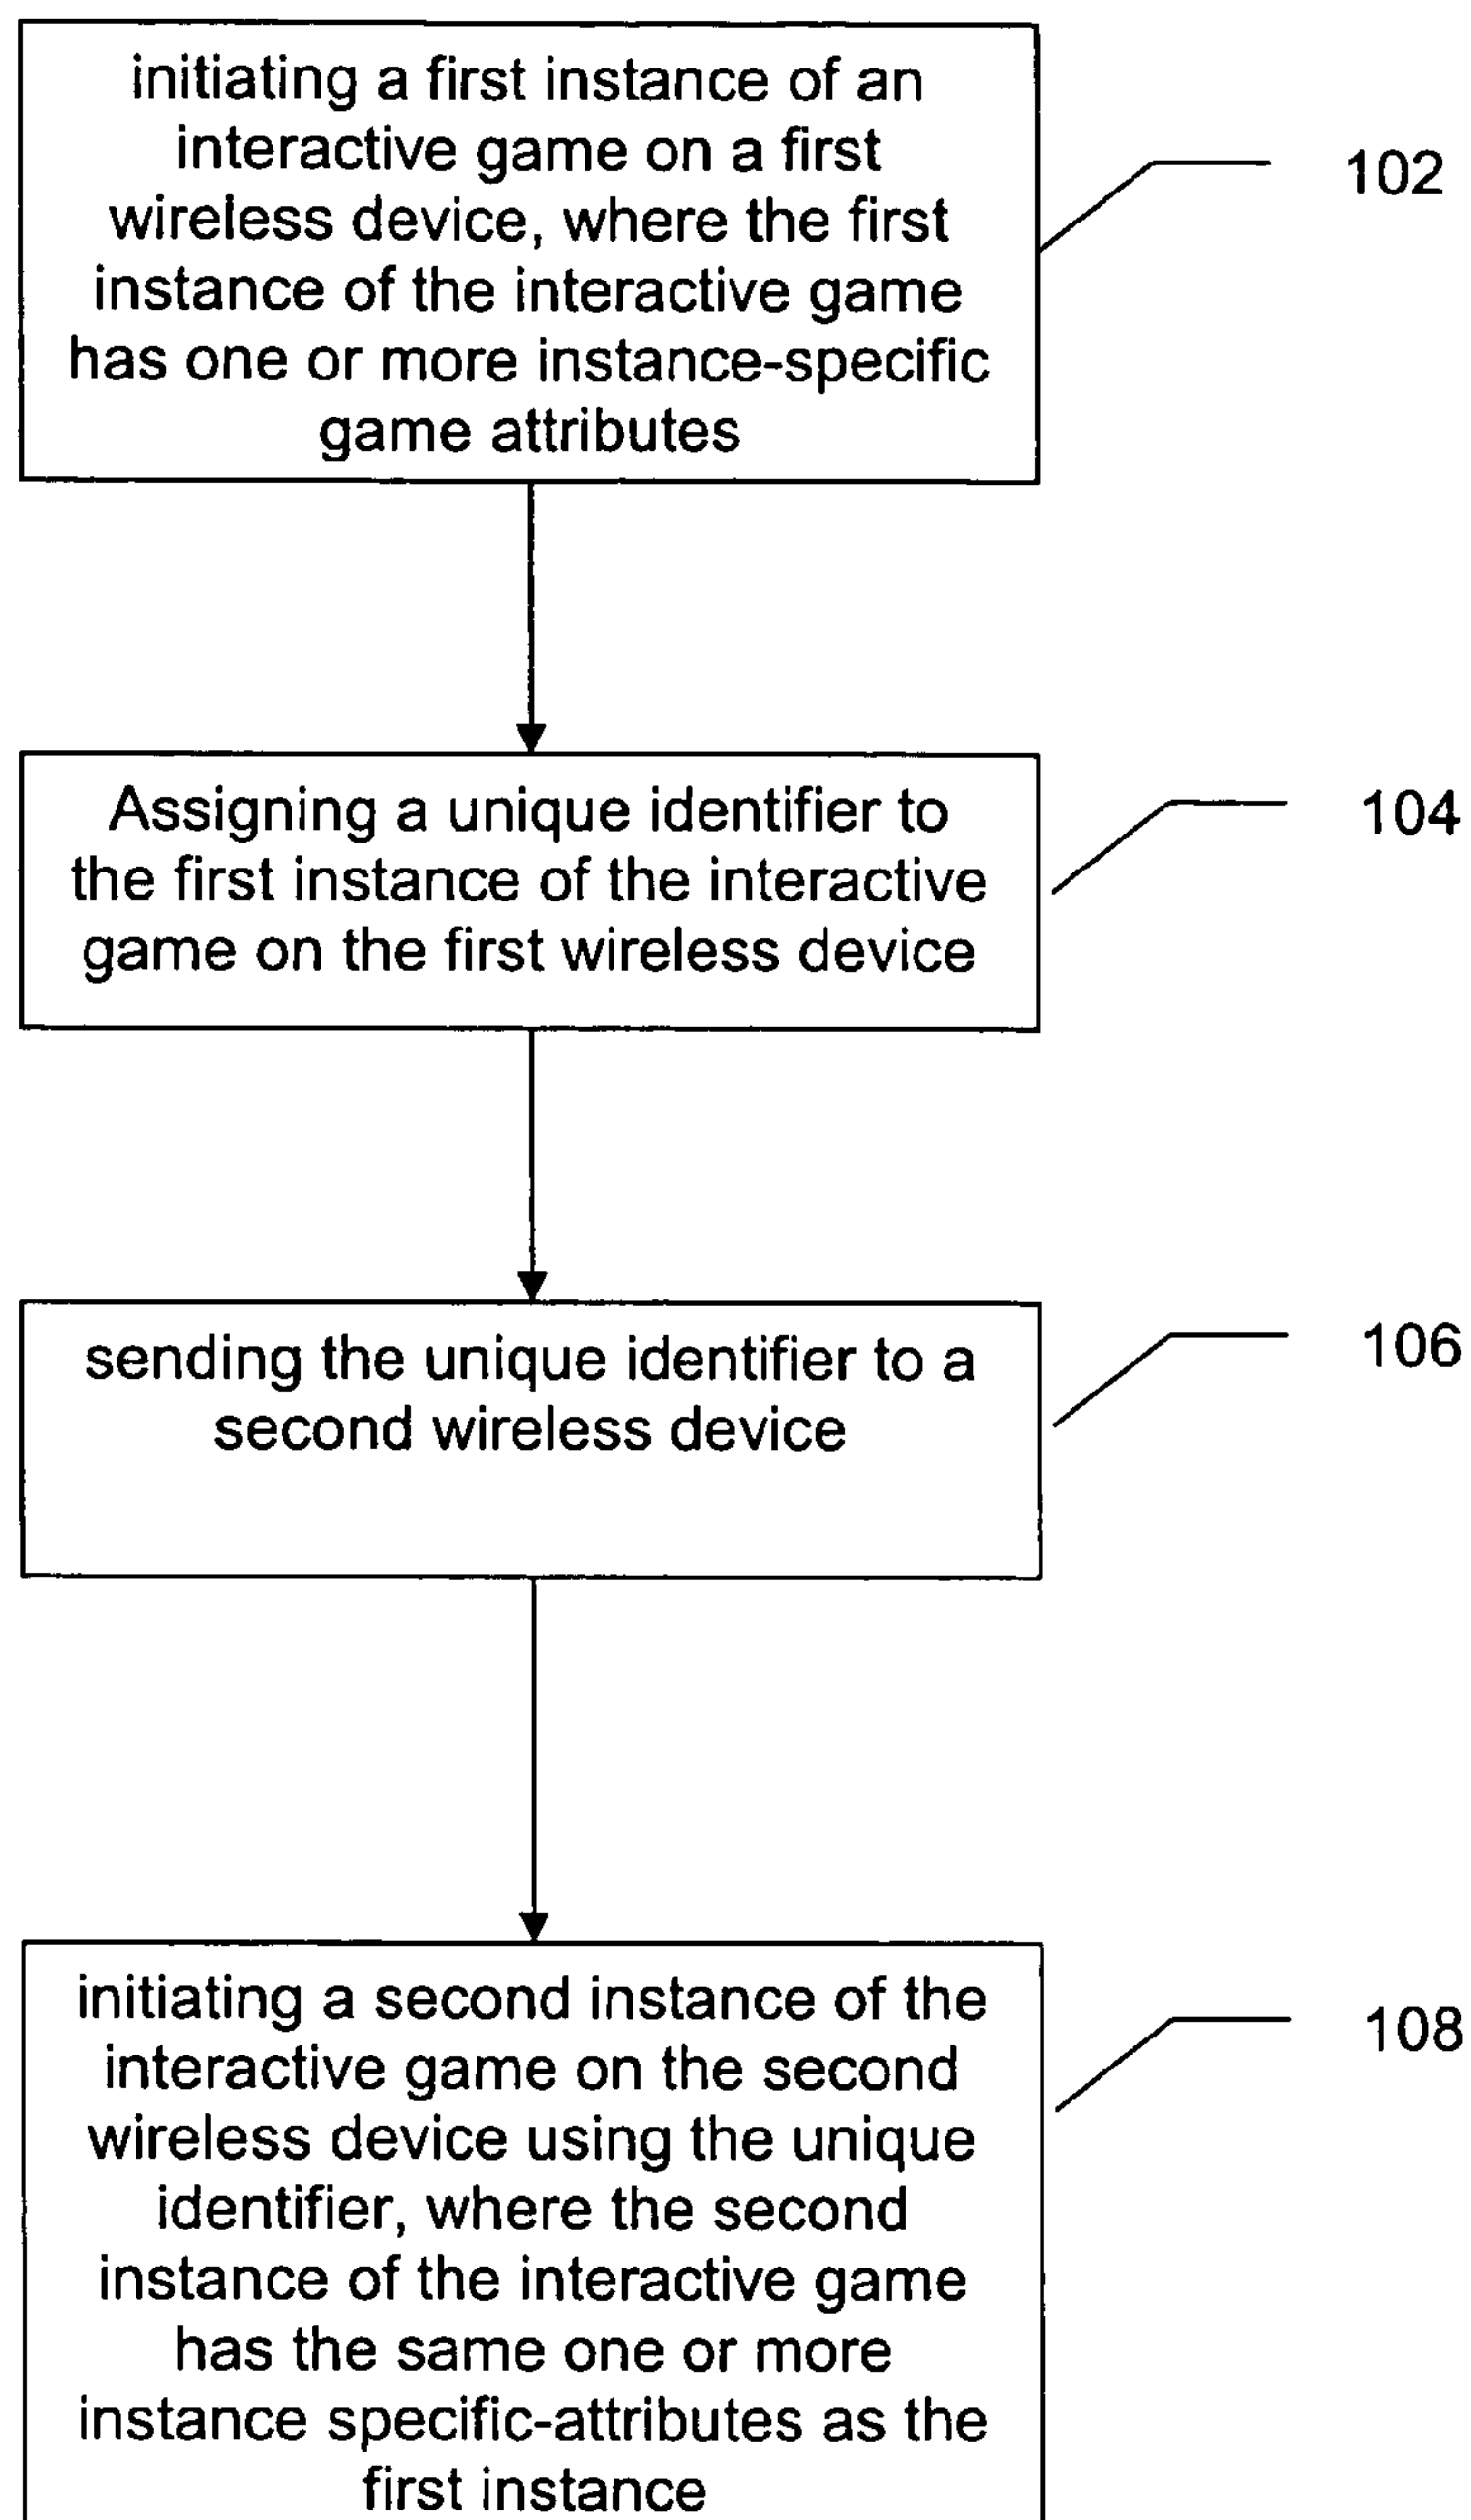 initiating a first instance of an
interactive game on a first
wireless device, where the first
instance of the interactive game
has one or more instance-specific
game attributes
102
Assigning a unique identifier to
the first instance of the interactive
game on the first wireless device
104
sending the unique identifier to a
second wireless device
106
initiating a second instance of the
interactive game on the second
wireless device using the unique
identifier, where the second
instance of the interactive game
has the same one or more
instance specific-attributes as the
first instance
108